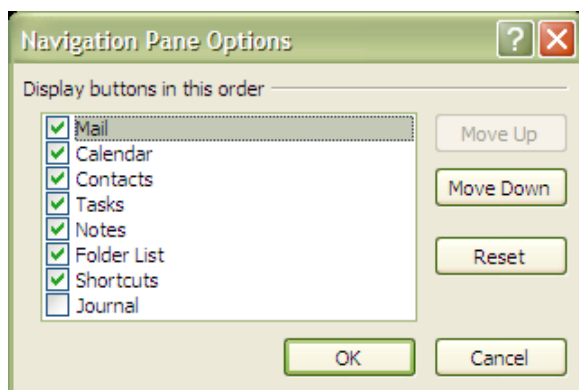 Navigation Pane Options
?
Display buttons in this order
Mail
Calendar
Contacts
Tasks
Notes
Folder List
Shortcuts
Journal
Move Up
Move Down
Reset
OK
Cancel